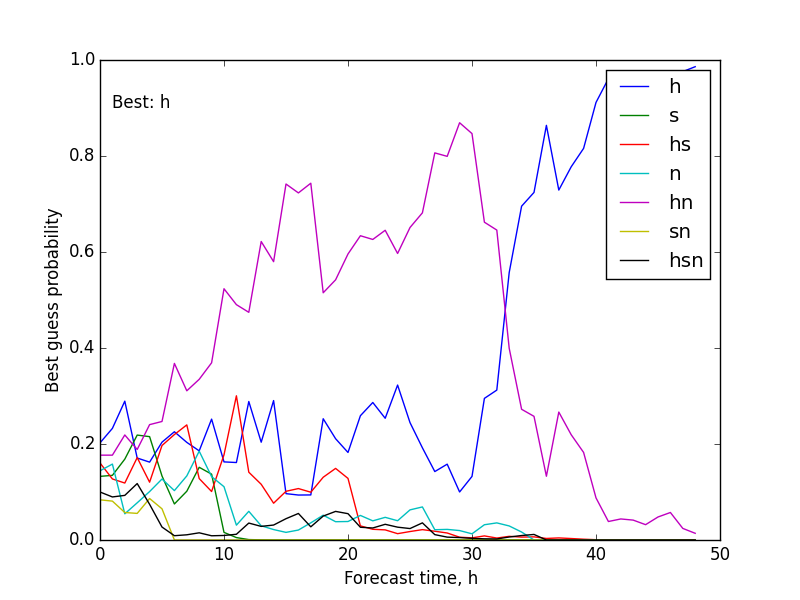 1.0
0.8
0.6
0.4
0.2
0.0
Best guess probability
Best: h
h
s
hs
n
hn
sn
hsn
0 10 20 30 40 50
Forecast time, h